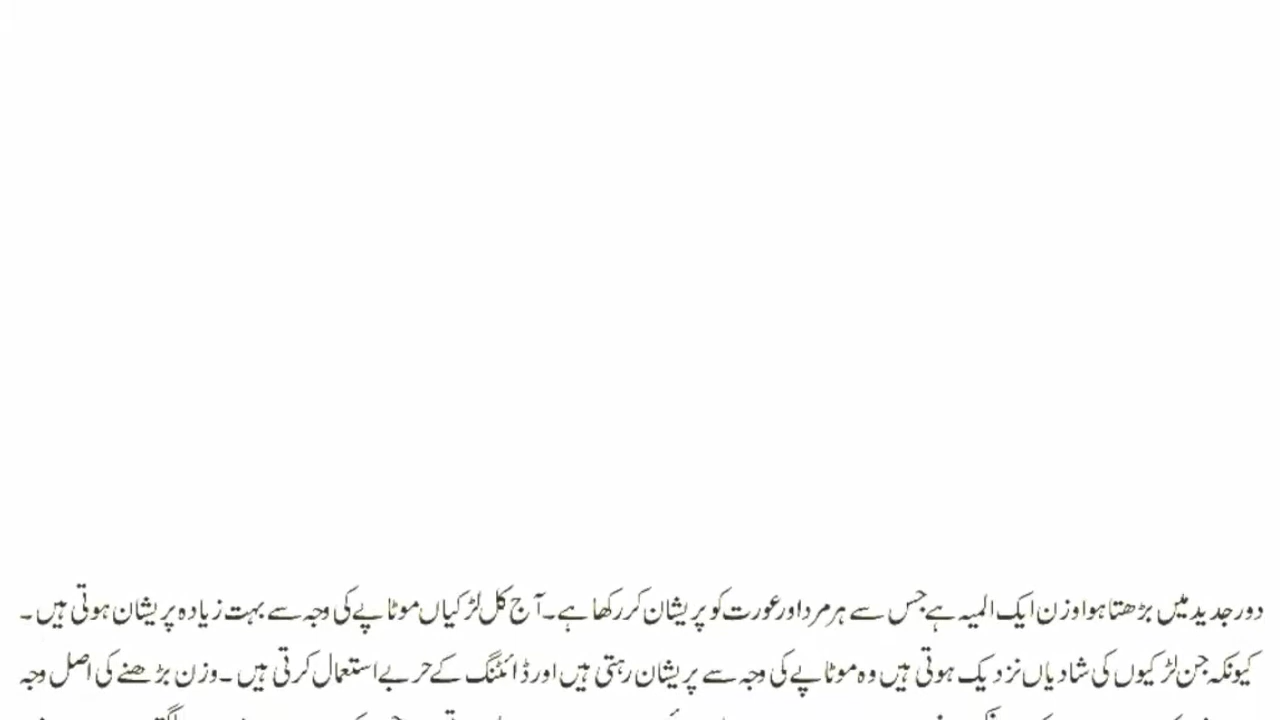 دور جدید میں بڑھتا ہوا وزن ایک المیہ ہے جس سے ہر مرد اور عورت کو پریشان کر رکھا ہے۔ آج کل لڑکیاں موٹاپے کی وجہ سے بہت زیادہ پریشان ہوتی ہیں۔
کیونکہ جن لڑکیوں کی شادیاں نزدیک ہوتی ہیں وہ موٹاپے کی وجہ سے پریشان رہتی ہیں اور ڈائٹنگ کے حربے استعمال کرتی ہیں۔ وزن بڑھنے کی اصل وجہ